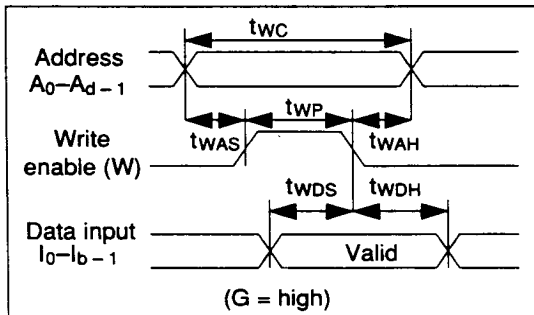 tWC
Address
A0–Ad – 1
tWP
tWAS
tWAH
Write
enable (W)
tWDS
tWDH
Data input
I0–Ib – 1
Valid
(G = high)